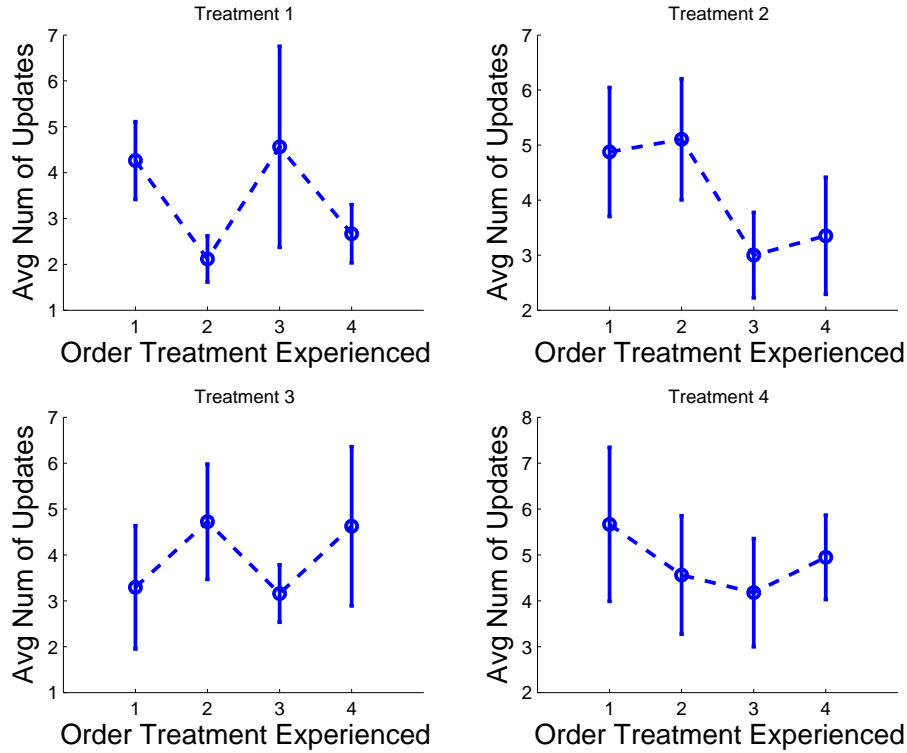 Treatment 1
7
6
5
4
3
2
1
Avg Num of Updates
1 2 3 4
Order Treatment Experienced
Treatment 2
7
6
5
4
3
2
Avg Num of Updates
1 2 3 4
Order Treatment Experienced
Treatment 3
7
6
5
4
3
2
1
Avg Num of Updates
1 2 3 4
Order Treatment Experienced
Treatment 4
8
7
6
5
4
3
2
Avg Num of Updates
1 2 3 4
Order Treatment Experienced